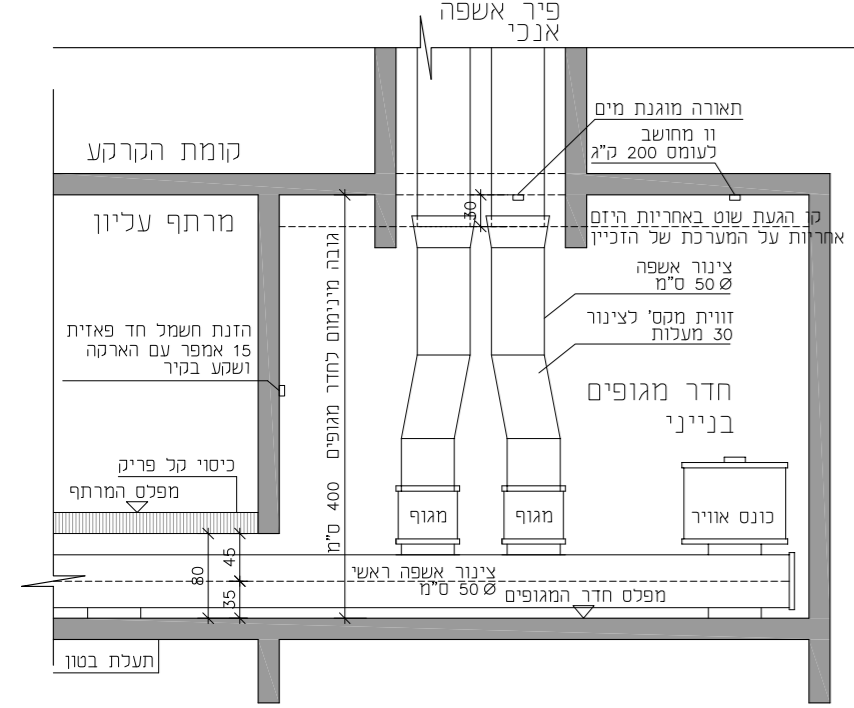 פיר אשפה
אנכי
תאורה מוגנת מים
וו מחושב
לעומס 200 ק"ג
קומת הקרקע
מרתף עליון
30
קו הגעת שוט באחריות היזם
אחריות על המערכת של הזכיין
גובה מינימום לחדר מגופים 400 ס"מ
צינור אשפה
Ø 50 ס"מ
זווית מקס' לצינור
30 מעלות
הזנת חשמל חד פאזית
15 אמפר עם הארקה
ושקע בקיר
חדר מגופים
בנייני
כיסוי קל פריק
מפלס המרתף
מגוף
מגוף
כונס אוויר
80
45
35
צינור אשפה ראשי
Ø 50 ס"מ
מפלס חדר המגופים
תעלת בטון